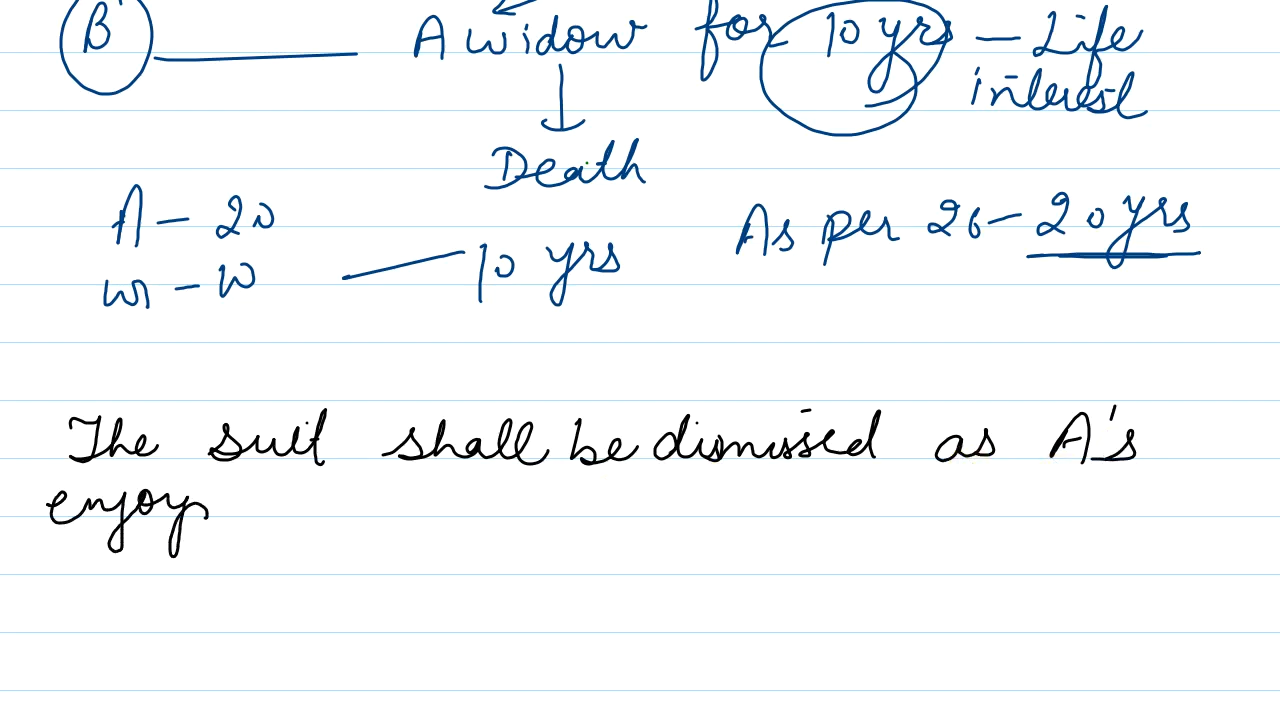 B' A widow for 10 yrs - Life
interest
Death
A - 20 As per 26 - 20 yrs
10 yrs
The suit shall be dismissed as A's
enjoy